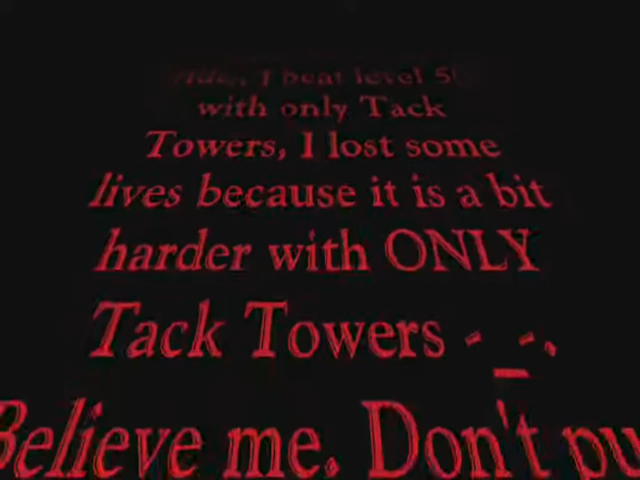 I beat level 50
with only Tack
Towers, I lost some
lives because it is a bit
harder with ONLY
Tack Towers -_-.
Believe me. Don't